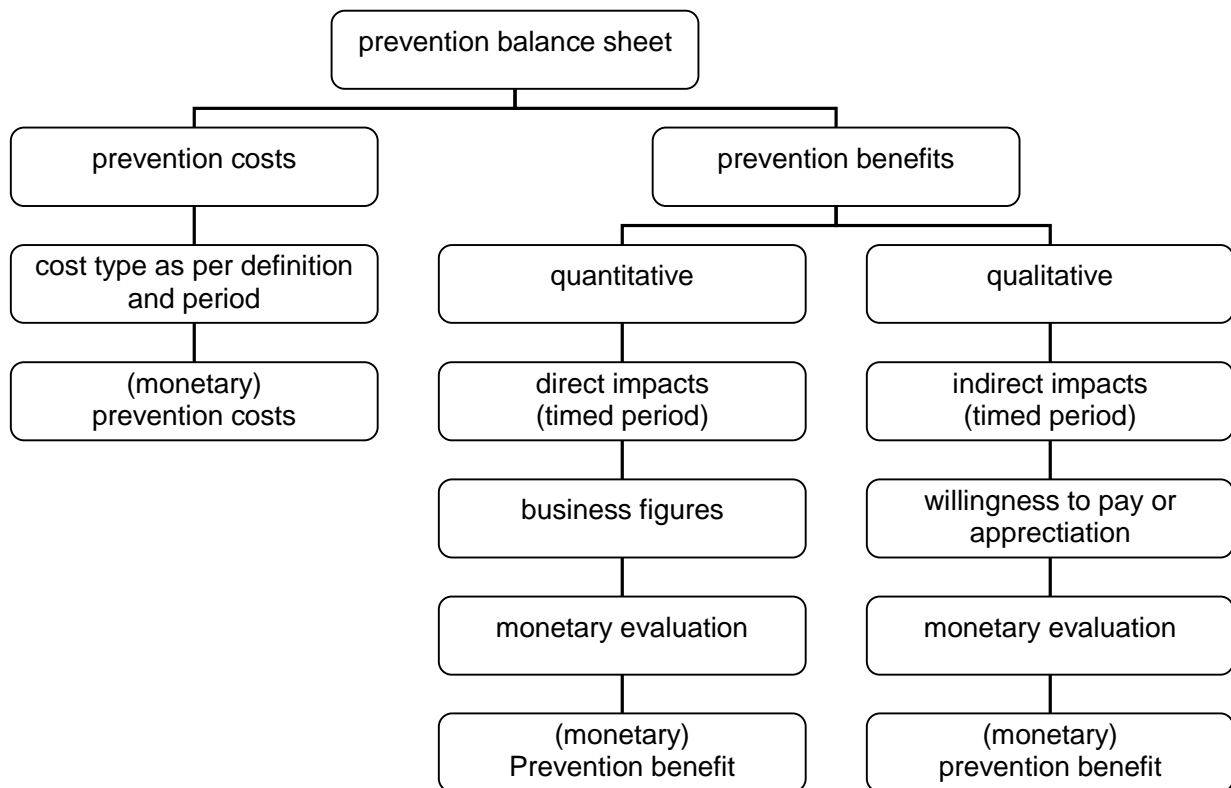 prevention balance sheet
prevention costs
prevention benefits
cost type as per definition
and period
quantitative
qualitative
(monetary)
prevention costs
direct impacts
(timed period)
indirect impacts
(timed period)
business figures
willingness to pay or
apprectiation
monetary evaluation
monetary evaluation
(monetary)
Prevention benefit
(monetary)
prevention benefit